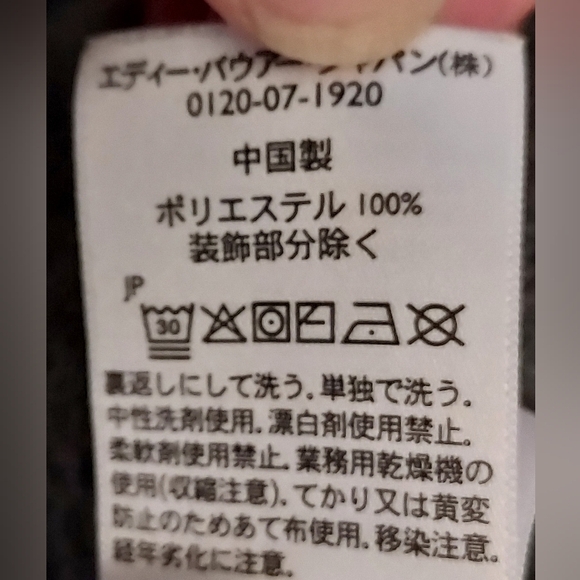 エディー・バウアー・ジャパン(株)
0120-07-1920
中国製
ポリエステル 100%
装飾部分除く
JP
30
裏返しにして洗う。単独で洗う。
中性洗剤使用。漂白剤使用禁止。
柔軟剤使用禁止。業務用乾燥機の
使用(収縮注意)。てかり又は黄変
防止のためあて布使用。移染注意。
経年劣化に注意。